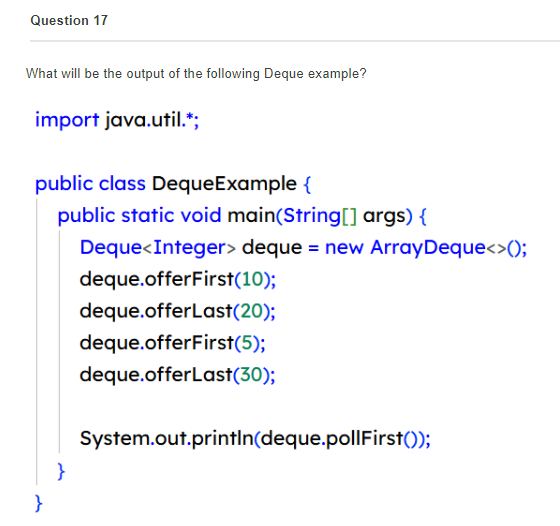 Question 17
What will be the output of the following Deque example?
import java.util.*;
public class DequeExample {
public static void main(String[] args) {
Deque<Integer> deque = new ArrayDeque<>();
deque.offerFirst(10);
deque.offerLast(20);
deque.offerFirst(5);
deque.offerLast(30);
System.out.println(deque.pollFirst());
}
}